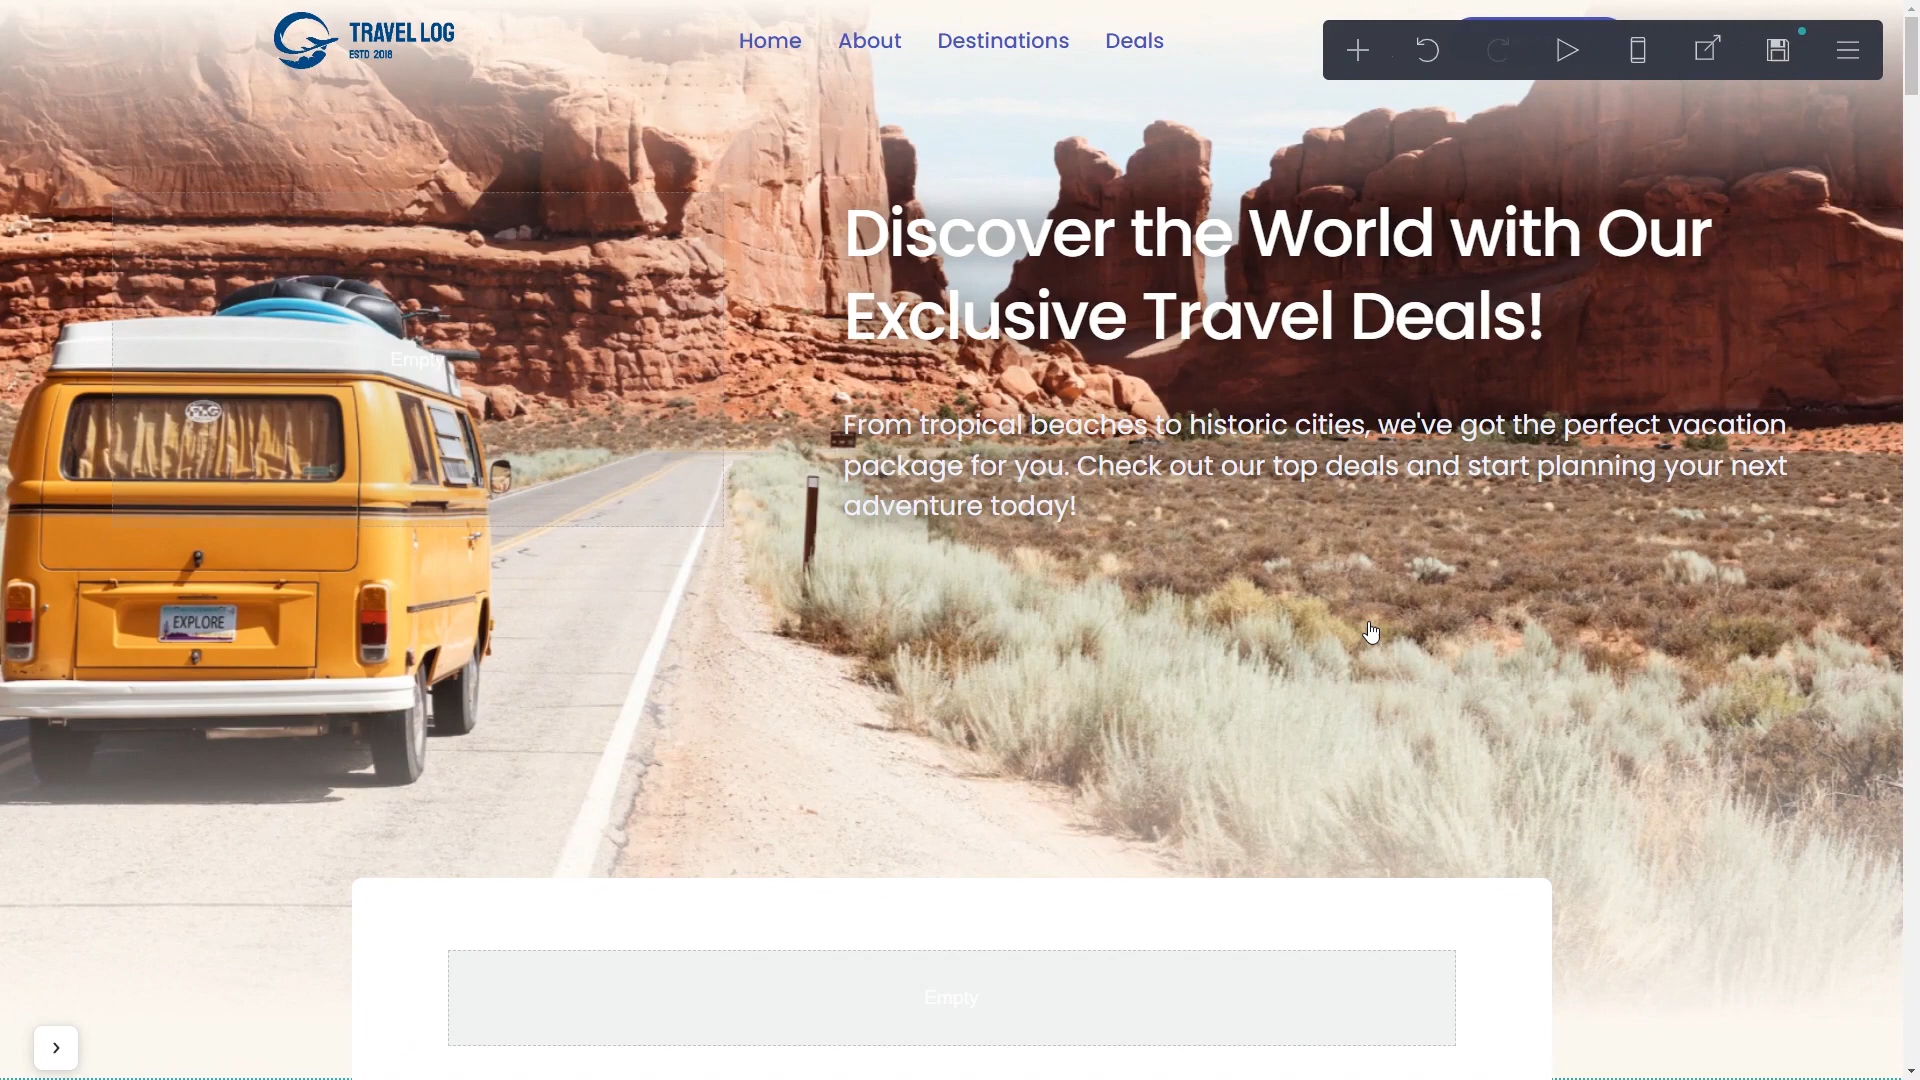 TRAVEL LOG
ESTD 2018
Home
About
Destinations
Deals
Discover the World with Our
Exclusive Travel Deals!
Empty
From tropical beaches to historic cities, we've got the perfect vacation
package for you. Check out our top deals and start planning your next
adventure today!
EXPLORE
Empty